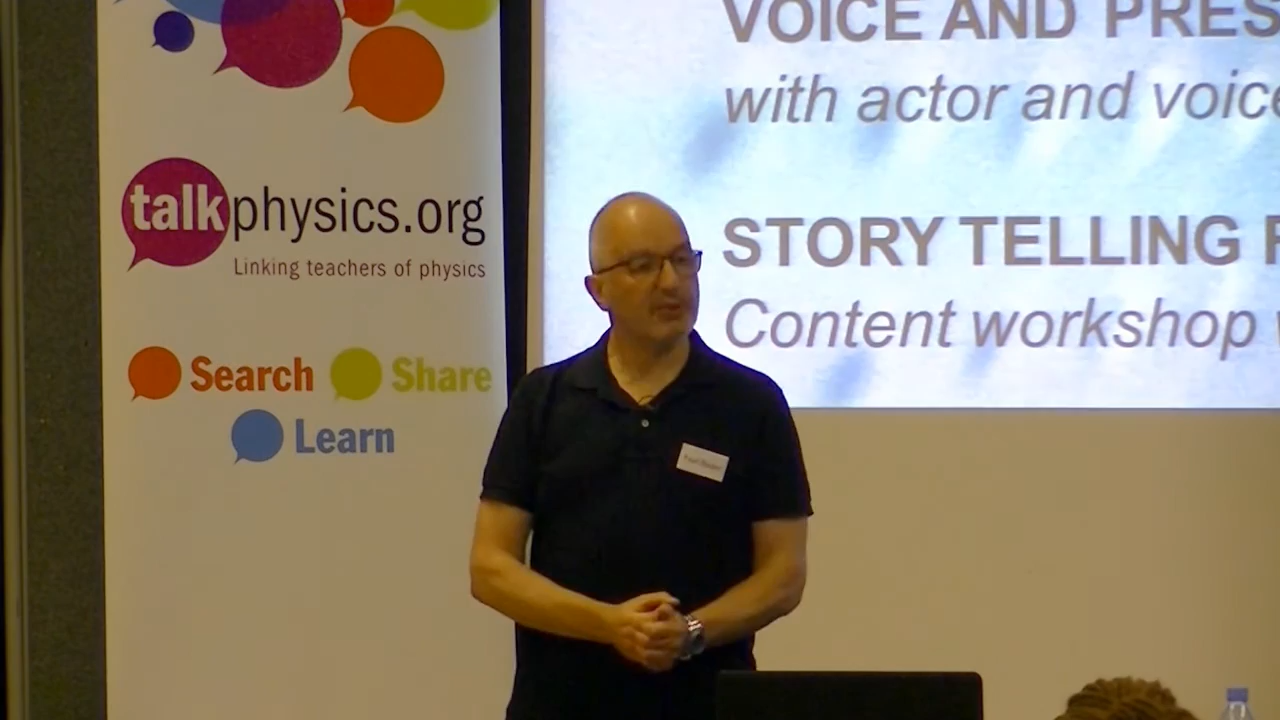 talkphysics.org
Linking teachers of physics
Search Share
Learn
VOICE AND PRES
with actor and voice
STORY TELLING
Content workshop